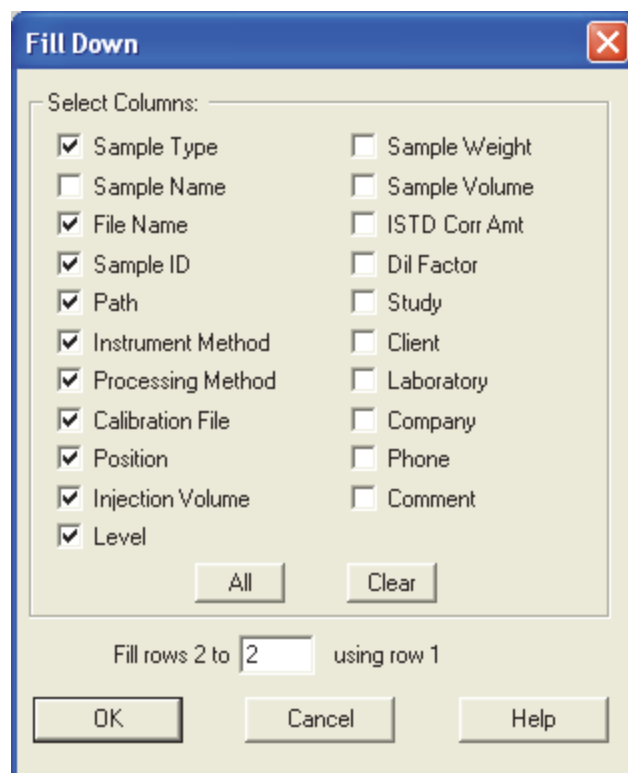 Fill Down
Select Columns:
Sample Type
Sample Name
File Name
Sample ID
Path
Instrument Method
Processing Method
Calibration File
Position
Injection Volume
Level
Sample Weight
Sample Volume
ISTD Corr Amt
Dil Factor
Study
Client
Laboratory
Company
Phone
Comment
All Clear
Fill rows 2 to 2 using row 1
OK Cancel Help